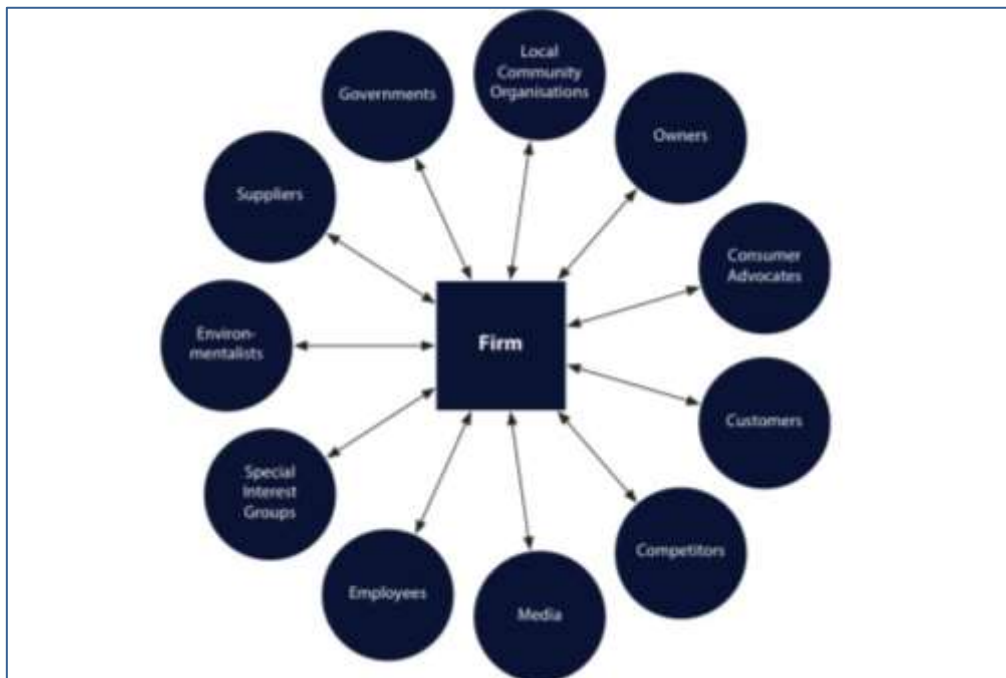 Local
Community
Organisations
Governments
Owners
Suppliers
Consumer
Advocates
Environ-
mentalists
Firm
Customers
Special
Interest
Groups
Competitors
Employees
Media